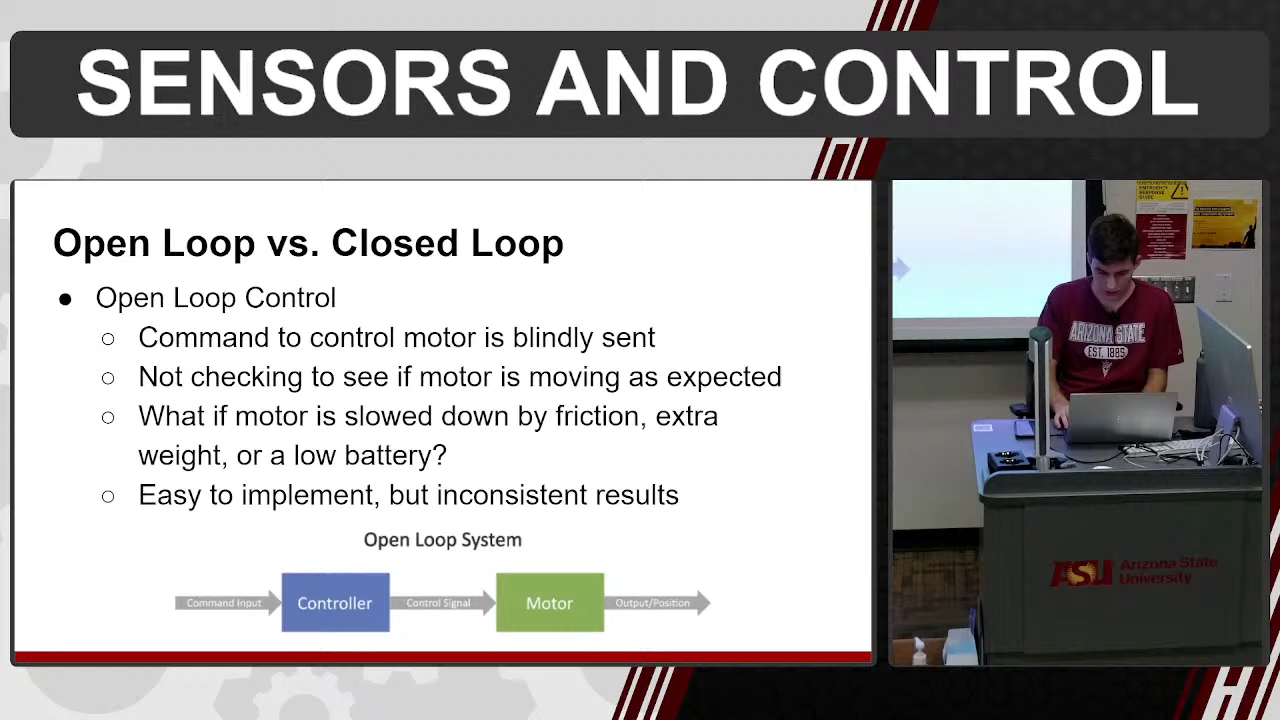 SENSORS AND CONTROL
Open Loop vs. Closed Loop
● Open Loop Control
○ Command to control motor is blindly sent
○ Not checking to see if motor is moving as expected
○ What if motor is slowed down by friction, extra
weight, or a low battery?
○ Easy to implement, but inconsistent results
Open Loop System
Command Input
Controller
Control Signal
Motor
Output/Position
EMERGENCY
RESPONSE
GUIDE
ARIZONA STATE
EST. 1885
ASU Arizona State
University